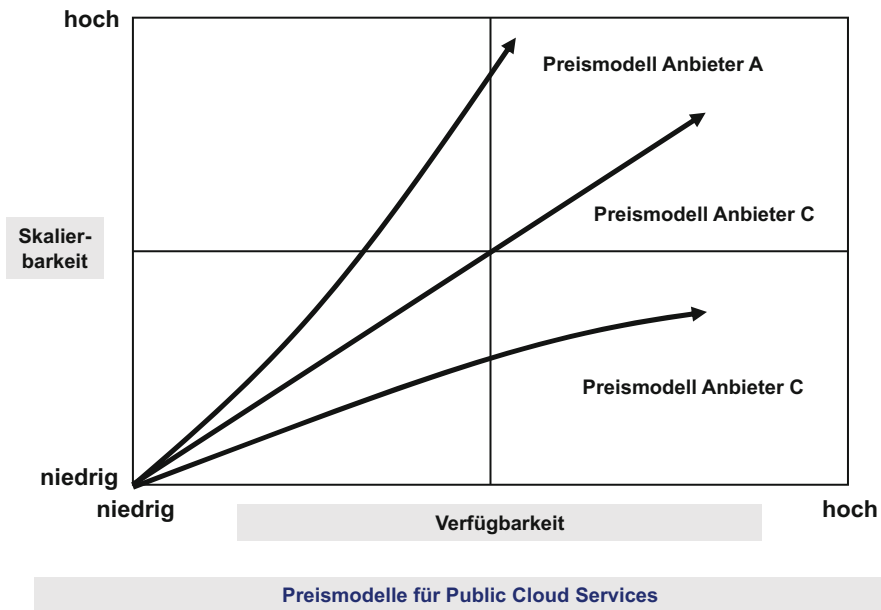 hoch
Preismodell Anbieter A
Preismodell Anbieter C
Skalier-
barkeit
Preismodell Anbieter C
niedrig
niedrig
Verfügbarkeit
hoch
Preismodelle für Public Cloud Services